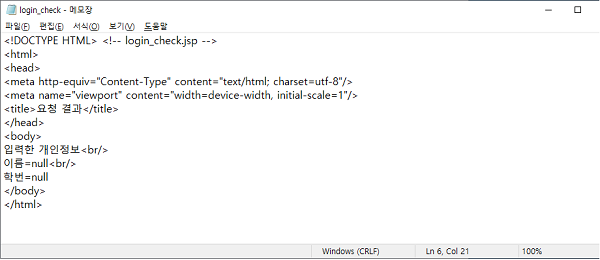 login_check - 메모장
파일(F) 편집(E) 서식(O) 보기(V) 도움말
<!DOCTYPE HTML> <!-- login_check.jsp -->
<html>
<head>
<meta http-equiv="Content-Type" content="text/html; charset=utf-8"/>
<meta name="viewport" content="width=device-width, initial-scale=1"/>
<title>요청 결과</title>
</head>
<body>
입력한 개인정보<br/>
이름=null<br/>
학번=null
</body>
</html>
Windows (CRLF) Ln 6, Col 21 100%